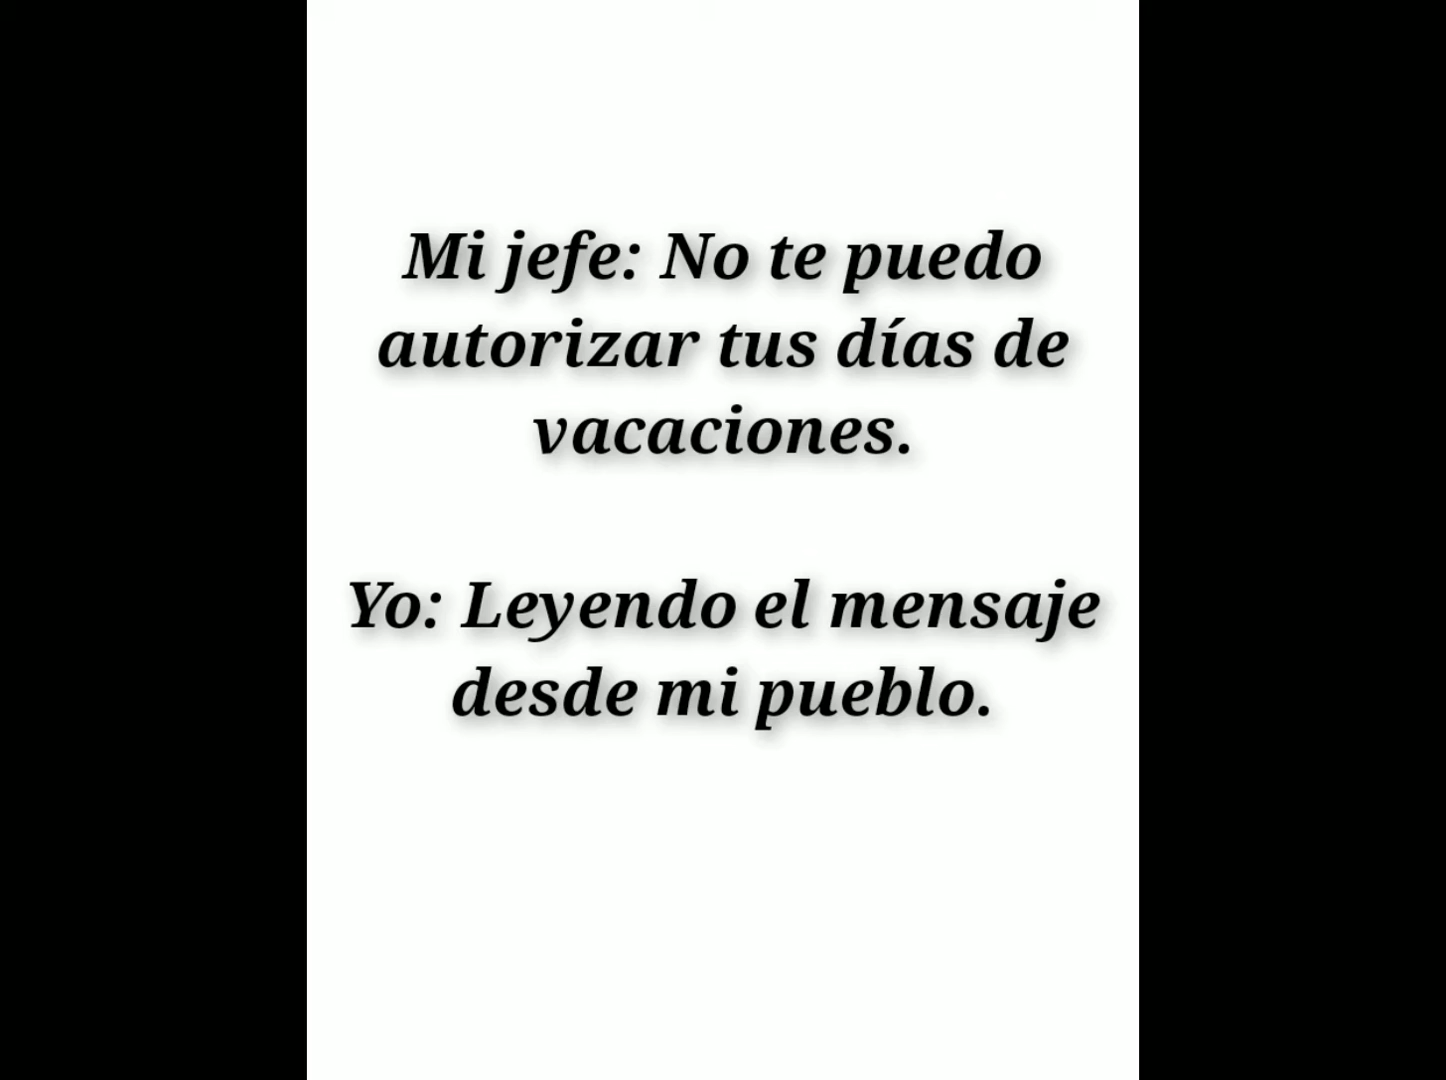 Mi jefe: No te puedo
autorizar tus días de
vacaciones.
Yo: Leyendo el mensaje
desde mi pueblo.